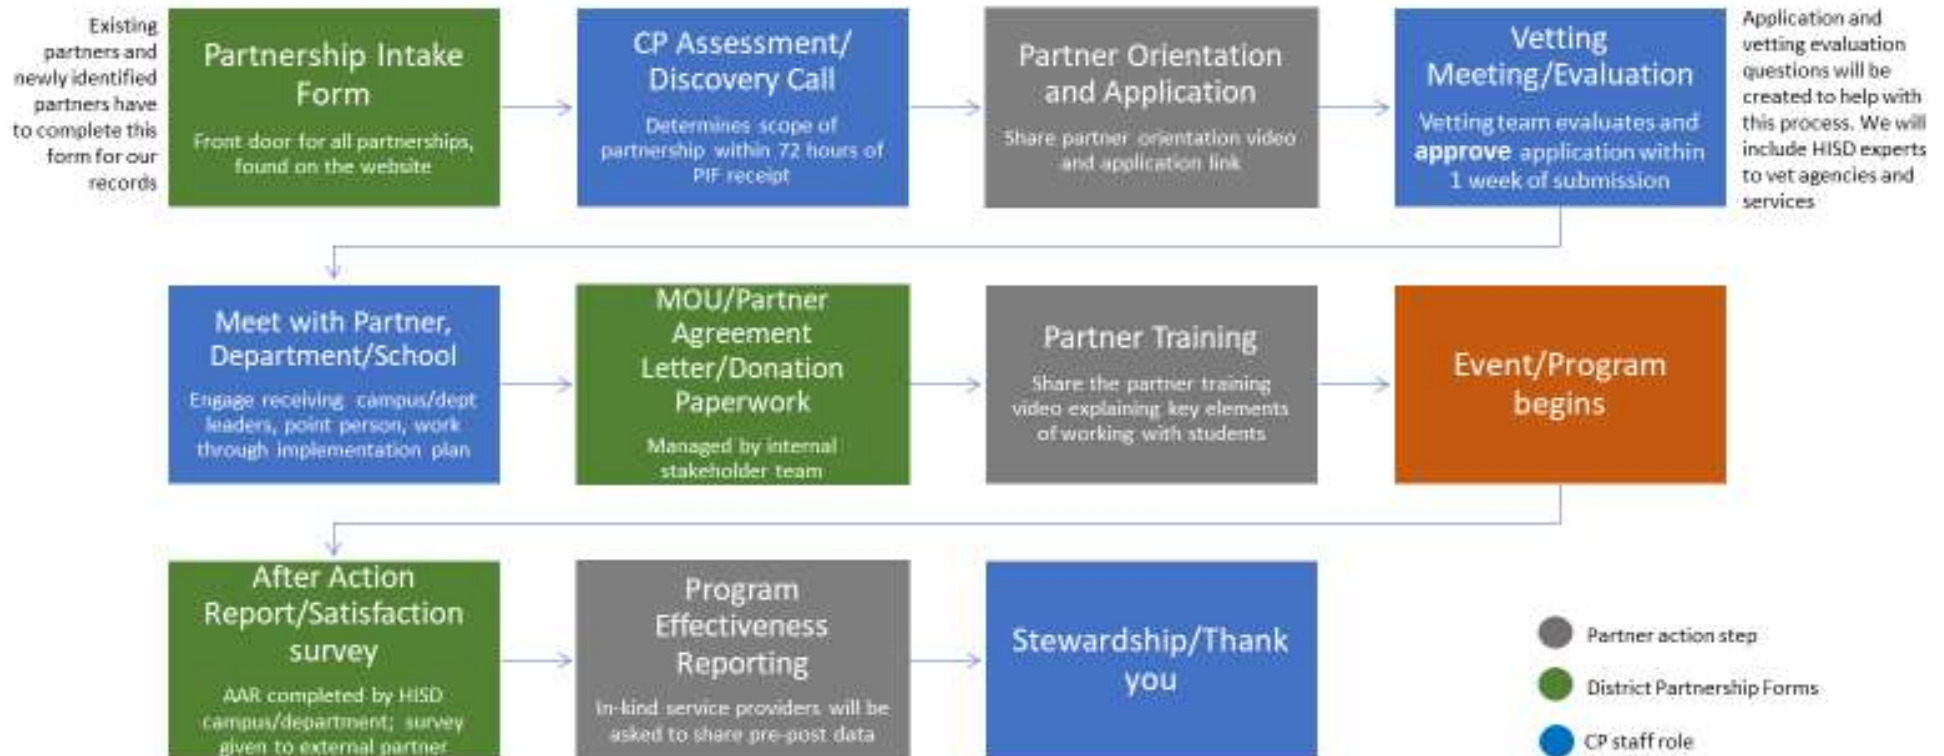 Existing
partners and
newly identified
partners have
to complete this
form for our
records
Partnership Intake
Form
Front door for all partnerships,
found on the website
CP Assessment/
Discovery Call
Determines scope of
partnership within 72 hours of
PIF receipt
Partner Orientation
and Application
Share partner orientation video
and application link
Vetting
Meeting/Evaluation
Vetting team evaluates and
approve application within
1 week of submission
Application and
vetting evaluation
questions will be
created to help with
this process. We will
include HISD experts
to vet agencies and
services
Meet with Partner,
Department/School
Engage receiving campus/dept
leaders, point person, work
through implementation plan
MOU/Partner
Agreement
Letter/Donation
Paperwork
Managed by internal
stakeholder team
Partner Training
Share the partner training
video explaining key elements
of working with students
Event/Program
begins
After Action
Report/Satisfaction
survey
AAR completed by HISD
campus/department; survey
given to external partner
Program
Effectiveness
Reporting
In-kind service providers will be
asked to share pre-post data
Stewardship/Thank
you
Partner action step
District Partnership Forms
CP staff role